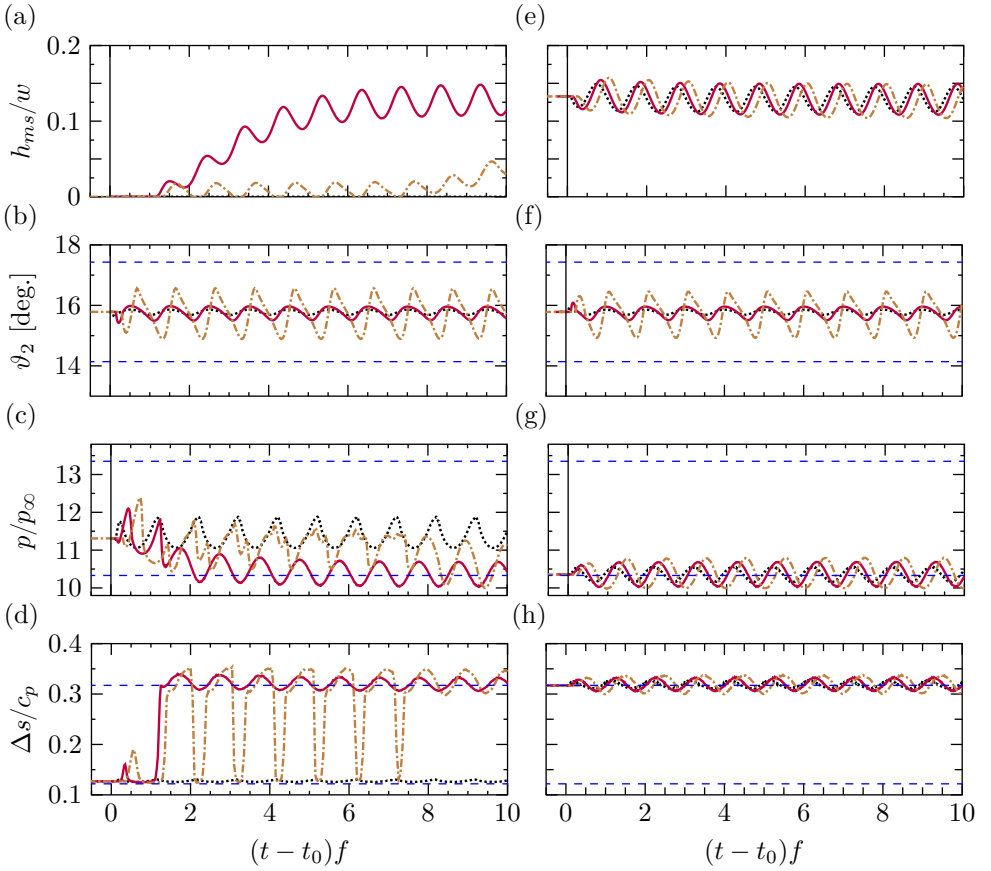 (a)
0.2
0.1
0
h_{ms}/w
(b)
18
16
14
ϑ_2 [deg.]
(c)
13
12
11
10
p/p_∞
(d)
0.4
0.3
0.2
0.1
Δs/c_p
0 2 4 6 8 10
(t − t_0)f
(e)
(f)
(g)
(h)
0 2 4 6 8 10
(t − t_0)f